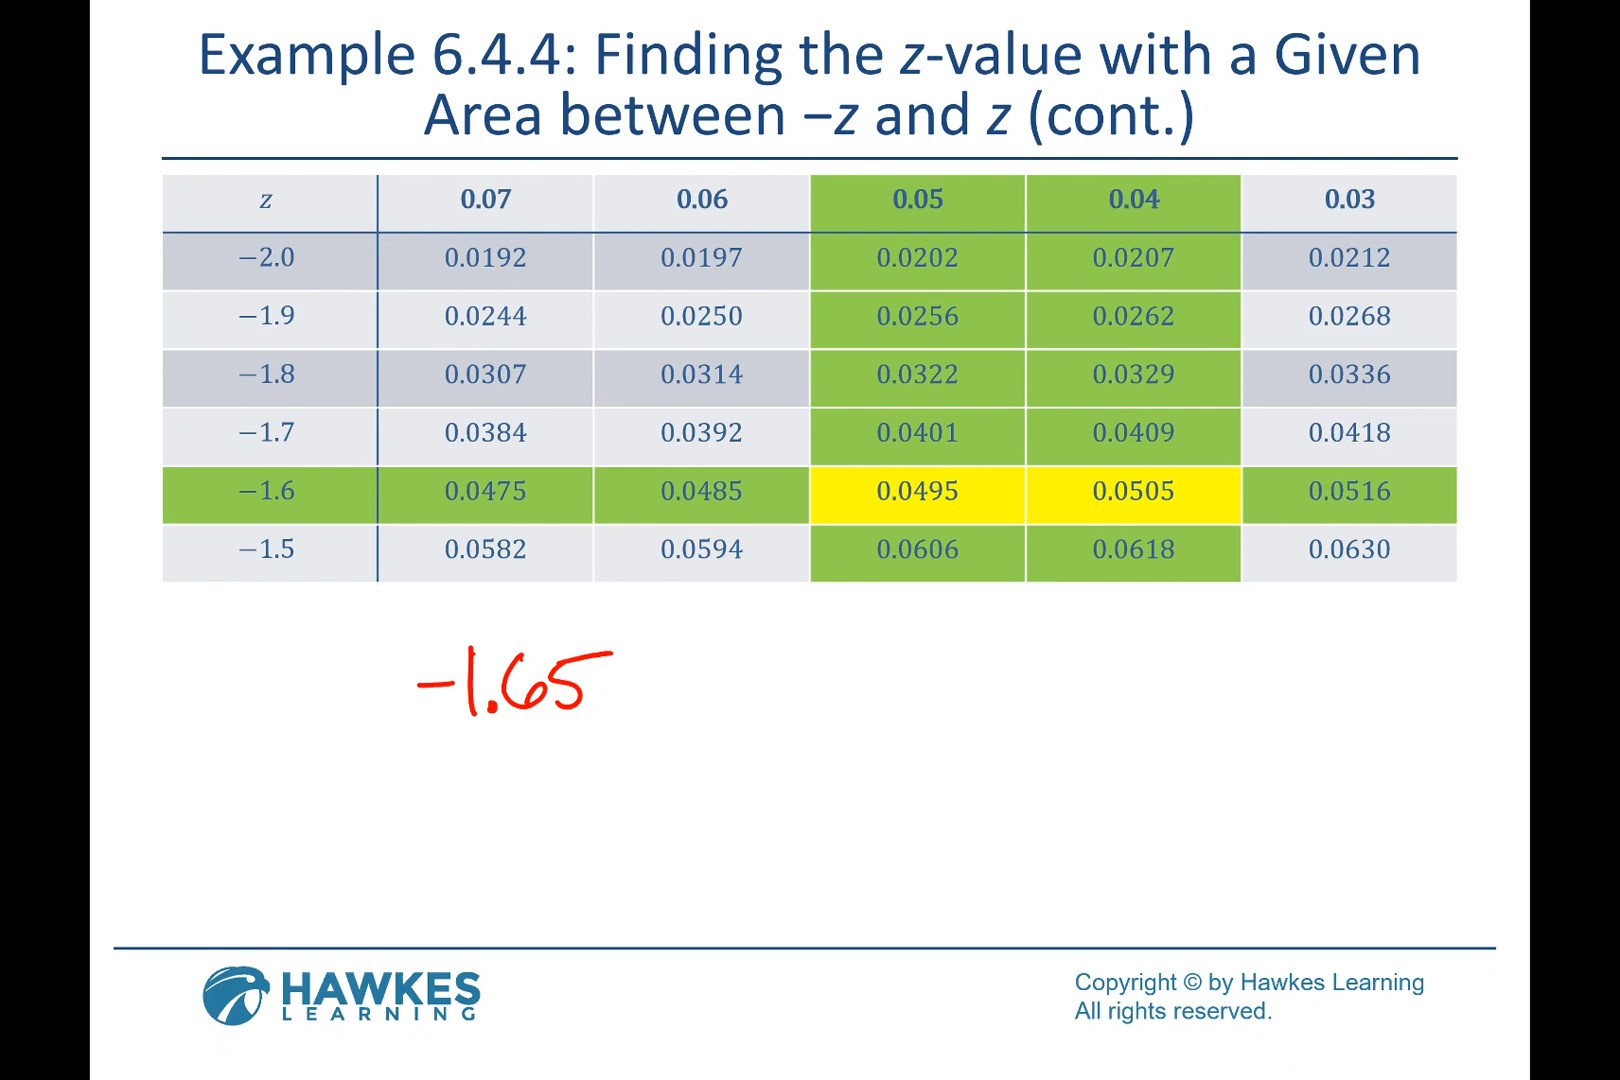 Example 6.4.4: Finding the z-value with a Given
Area between −z and z (cont.)
z 0.07 0.06 0.05 0.04 0.03
−2.0 0.0192 0.0197 0.0202 0.0207 0.0212
−1.9 0.0244 0.0250 0.0256 0.0262 0.0268
−1.8 0.0307 0.0314 0.0322 0.0329 0.0336
−1.7 0.0384 0.0392 0.0401 0.0409 0.0418
−1.6 0.0475 0.0485 0.0495 0.0505 0.0516
−1.5 0.0582 0.0594 0.0606 0.0618 0.0630
-1.65
HAWKES
LEARNING
Copyright © by Hawkes Learning
All rights reserved.